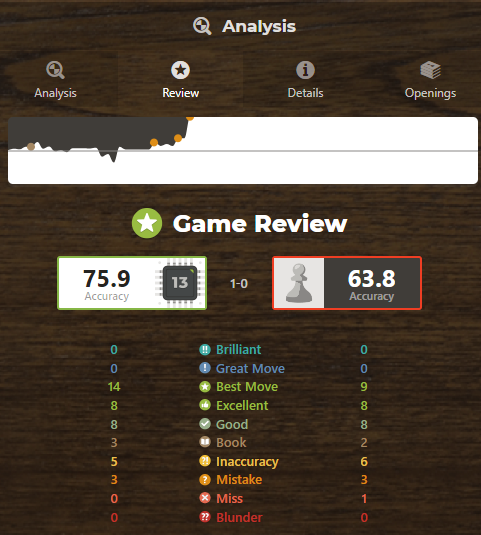 Analysis
Analysis Review Details Openings
Game Review
75.9 Accuracy 13 1-0 63.8 Accuracy
0 !! Brilliant 0
0 ! Great Move 0
14 Best Move 9
8 Excellent 8
8 Good 8
3 Book 2
5 ?! Inaccuracy 6
3 ? Mistake 3
0 Miss 1
0 ?? Blunder 0